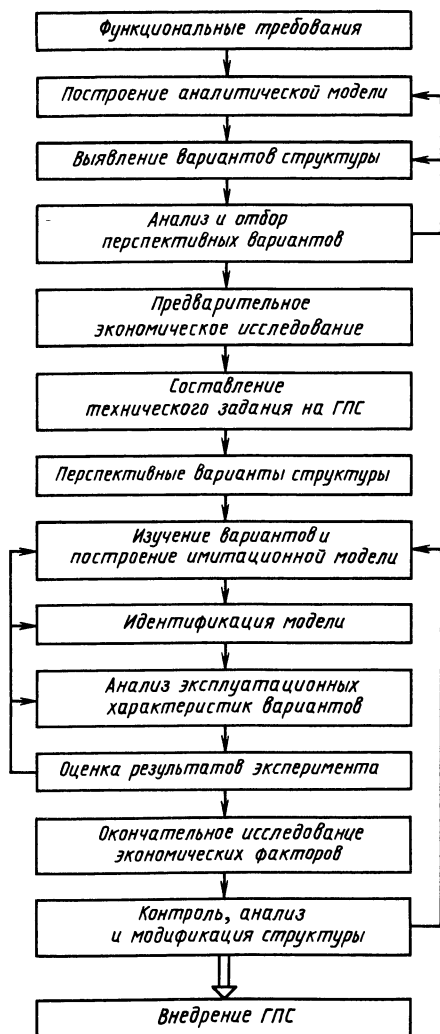 Функциональные требования
Построение аналитической модели
Выявление вариантов структуры
Анализ и отбор
перспективных вариантов
Предварительное
экономическое исследование
Составление
технического задания на ГПС
Перспективные варианты структуры
Изучение вариантов и
построение имитационной модели
Идентификация модели
Анализ эксплуатационных
характеристик вариантов
Оценка результатов эксперимента
Окончательное исследование
экономических факторов
Контроль, анализ
и модификация структуры
Внедрение ГПС